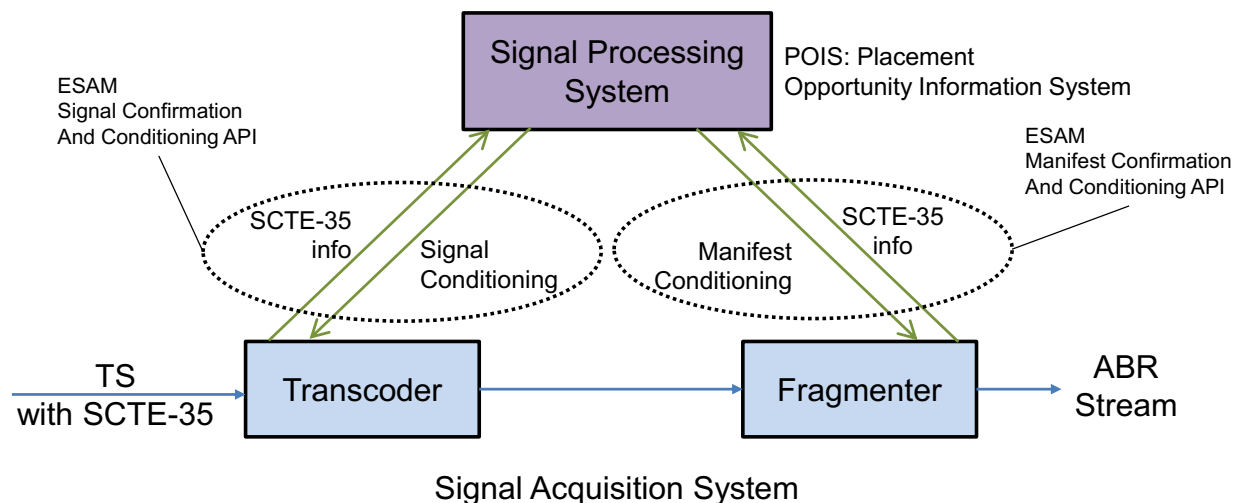 Signal Processing
System
POIS: Placement
Opportunity Information System
ESAM
Signal Confirmation
And Conditioning API
ESAM
Manifest Confirmation
And Conditioning API
SCTE-35
info
Signal
Conditioning
Manifest
Conditioning
SCTE-35
info
TS
with SCTE-35
Transcoder
Fragmenter
ABR
Stream
Signal Acquisition System